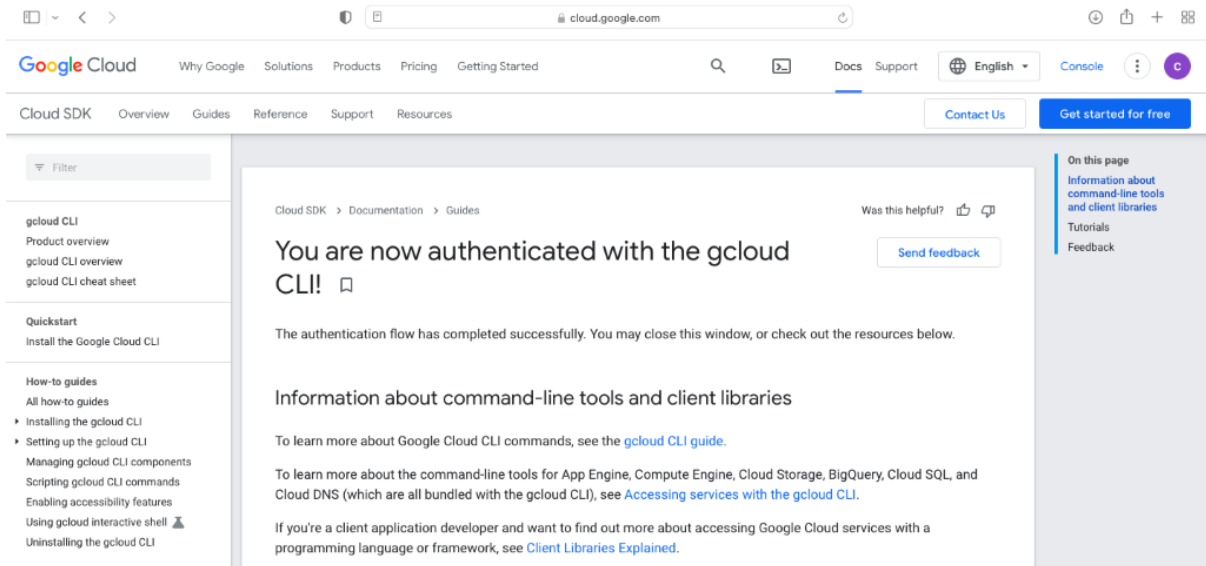 cloud.google.com
Google Cloud Why Google Solutions Products Pricing Getting Started Docs Support English Console C
Cloud SDK Overview Guides Reference Support Resources Contact Us Get started for free
Filter
gcloud CLI
Product overview
gcloud CLI overview
gcloud CLI cheat sheet
Quickstart
Install the Google Cloud CLI
How-to guides
All how-to guides
Installing the gcloud CLI
Setting up the gcloud CLI
Managing gcloud CLI components
Scripting gcloud CLI commands
Enabling accessibility features
Using gcloud interactive shell
Uninstalling the gcloud CLI
Cloud SDK > Documentation > Guides
Was this helpful?
You are now authenticated with the gcloud
CLI!
Send feedback
The authentication flow has completed successfully. You may close this window, or check out the resources below.
Information about command-line tools and client libraries
To learn more about Google Cloud CLI commands, see the gcloud CLI guide.
To learn more about the command-line tools for App Engine, Compute Engine, Cloud Storage, BigQuery, Cloud SQL, and
Cloud DNS (which are all bundled with the gcloud CLI), see Accessing services with the gcloud CLI.
If you're a client application developer and want to find out more about accessing Google Cloud services with a
programming language or framework, see Client Libraries Explained.
On this page
Information about
command-line tools
and client libraries
Tutorials
Feedback